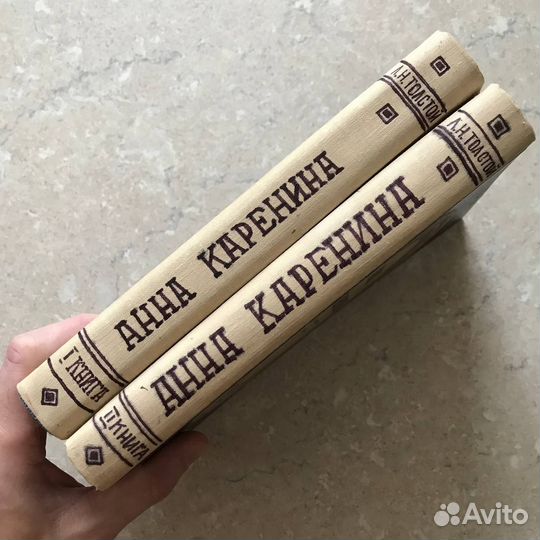 Л.Н.ТОЛСТОЙ
АННА КАРЕНИНА
I КНИГА
Л.Н.ТОЛСТОЙ
АННА КАРЕНИНА
II КНИГА
Avito